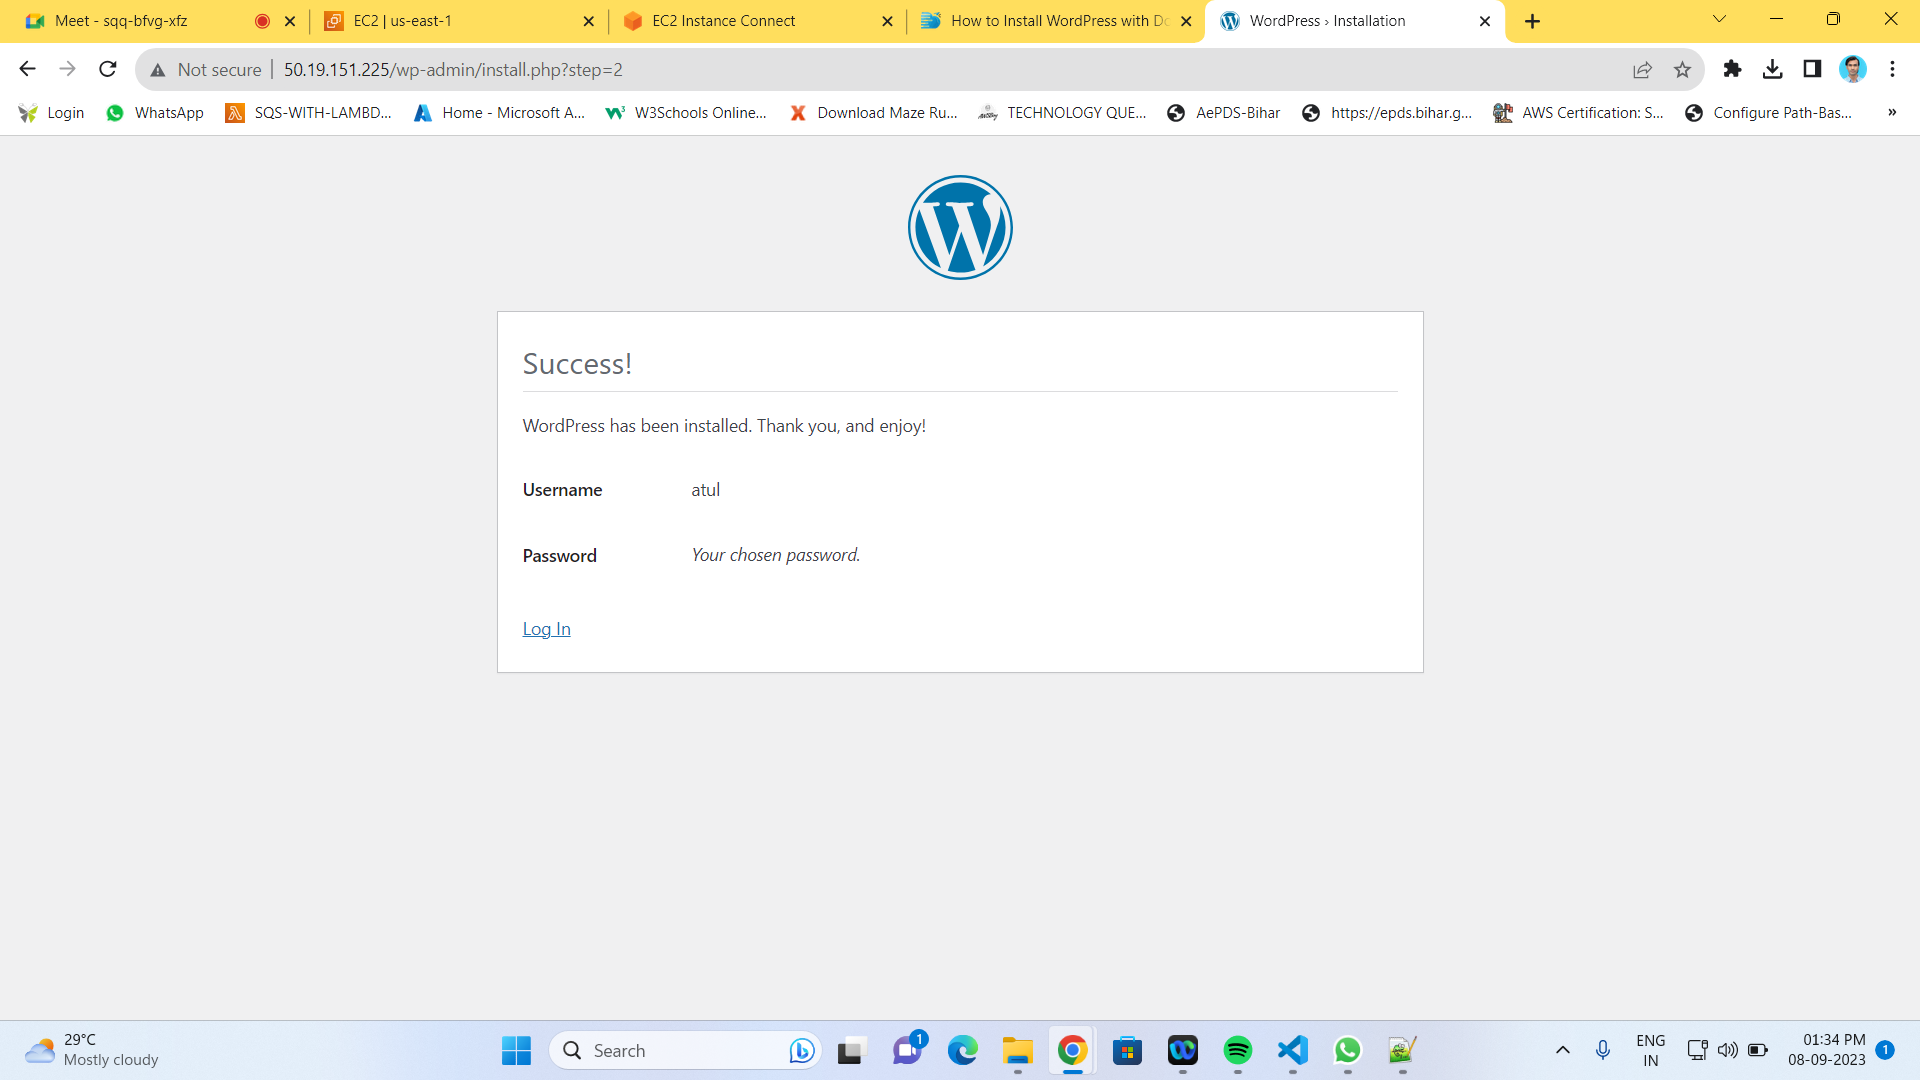 Meet - sqq-bfvg-xfz
EC2 | us-east-1
EC2 Instance Connect
How to Install WordPress with Do
WordPress › Installation
Not secure
50.19.151.225/wp-admin/install.php?step=2
Login
WhatsApp
SQS-WITH-LAMBD...
Home - Microsoft A...
W3Schools Online...
Download Maze Ru...
TECHNOLOGY QUE...
AePDS-Bihar
https://epds.bihar.g...
AWS Certification: S...
Configure Path-Bas...
»
Success!
WordPress has been installed. Thank you, and enjoy!
Username atul
Password Your chosen password.
Log In
29°C
Mostly cloudy
Search
1
ENG
IN
01:34 PM
08-09-2023
1